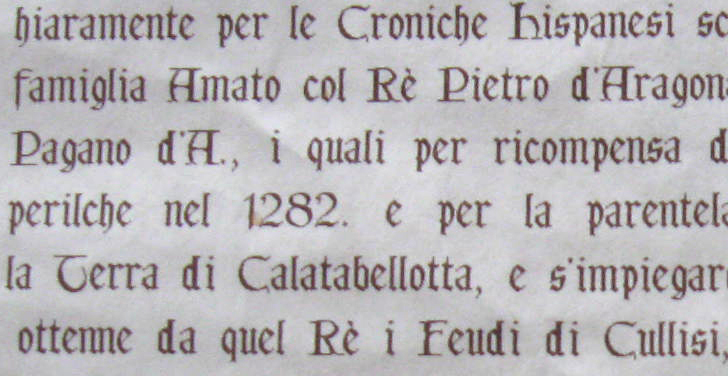 hiaramente per le Croniche hispanesi sc
famiglia Amato col Rè Pietro d'Aragon
Pagano d'A., i quali per ricompensa d
perilche nel 1282. e per la parentela
la Terra di Calatabellotta, e s'impiegar
ottenne da quel Rè i Feudi di Cullisi,